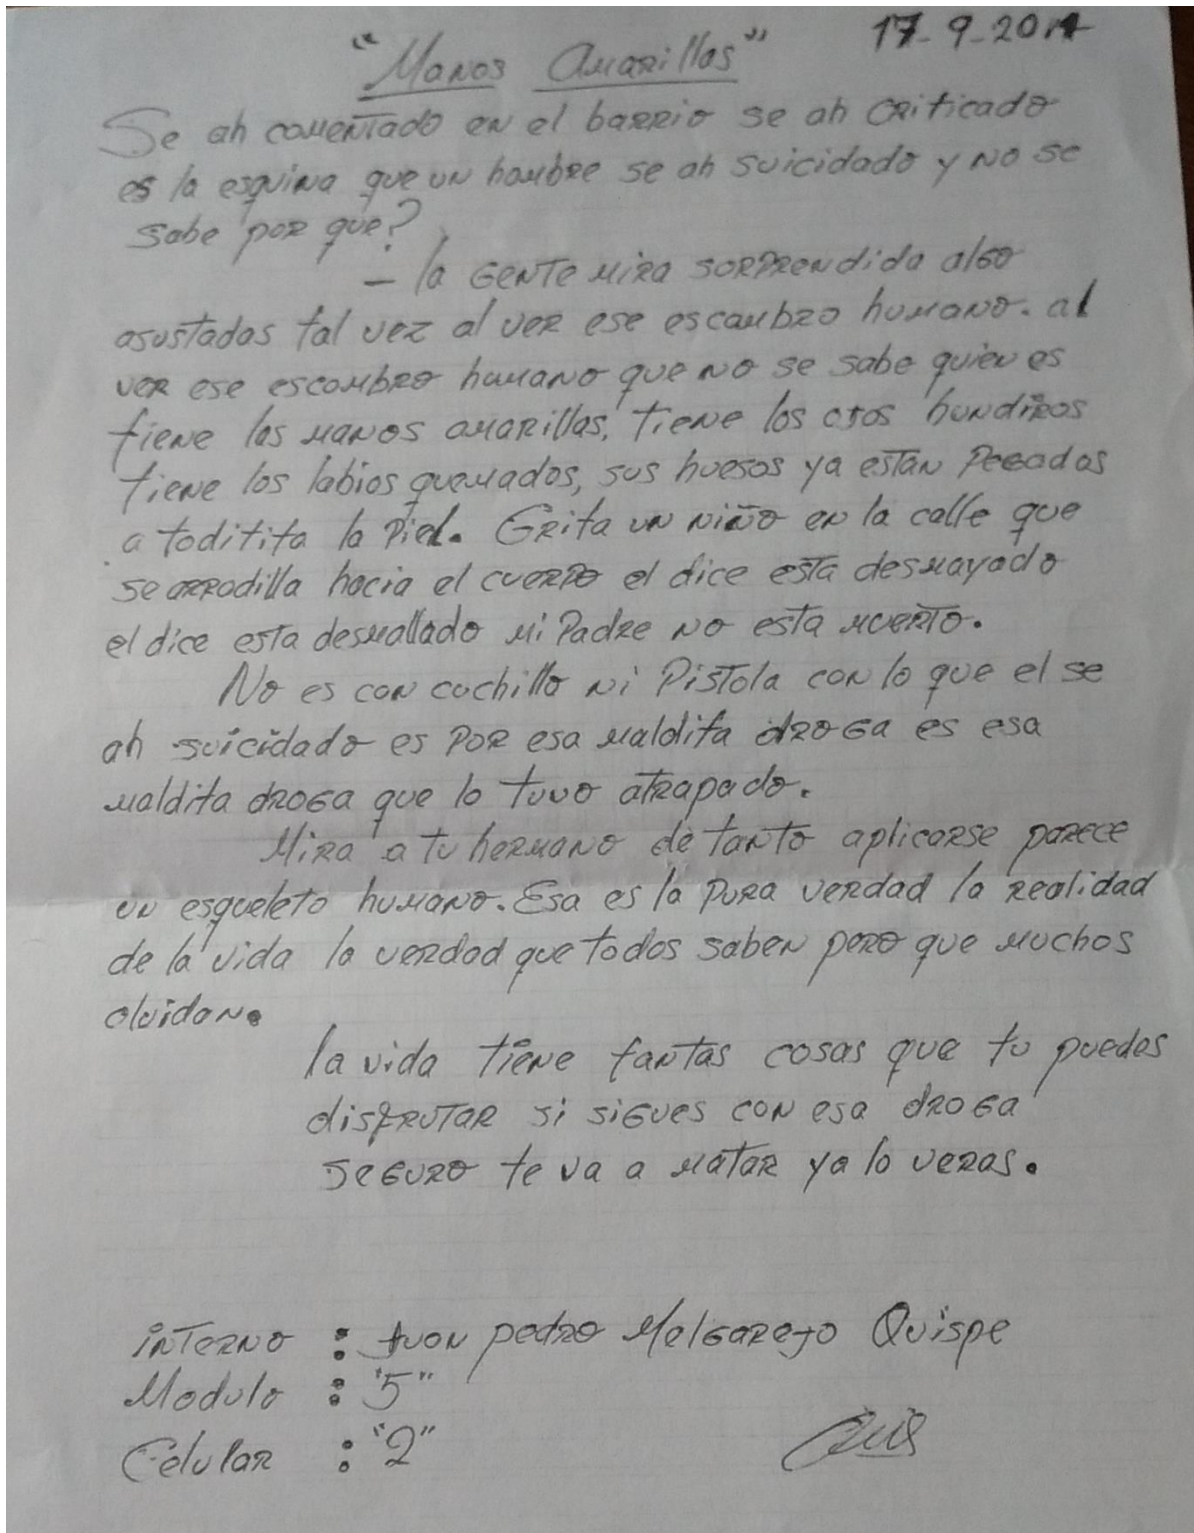 "Manos Amarillas" 17-9-2014
Se ah comentado en el barrio se ah criticado
es la esquina que un hombre se ah suicidado y no se
sabe por que?
- la gente mira sorprendida algo
asustadas tal vez al ver ese escombro humano. al
ver ese escombro humano que no se sabe quien es
tiene las manos amarillas, tiene los ojos hundiros
tiene los labios quemados, sus huesos ya estan pegados
a toditita la piel. Grita un niño en la calle que
se arrodilla hacia el cuerpo el dice esta desmayado
el dice esta desmallado mi Padre no esta muerto.
No es con cuchillo ni Pistola con lo que el se
ah suicidado es por esa maldita droga es esa
maldita droga que lo tuvo atrapado.
Mira a tu hermano de tanto aplicarse parece
un esqueleto humano. Esa es la pura verdad la realidad
de la vida la verdad que todos saben pero que muchos
olvidan.
la vida tiene tantas cosas que tu puedes
disfrutar si sigues con esa droga
seguro te va a matar ya lo veras.
interno : Juan pedro Melgarejo Quispe
Modulo : "5"
Celular : "2"